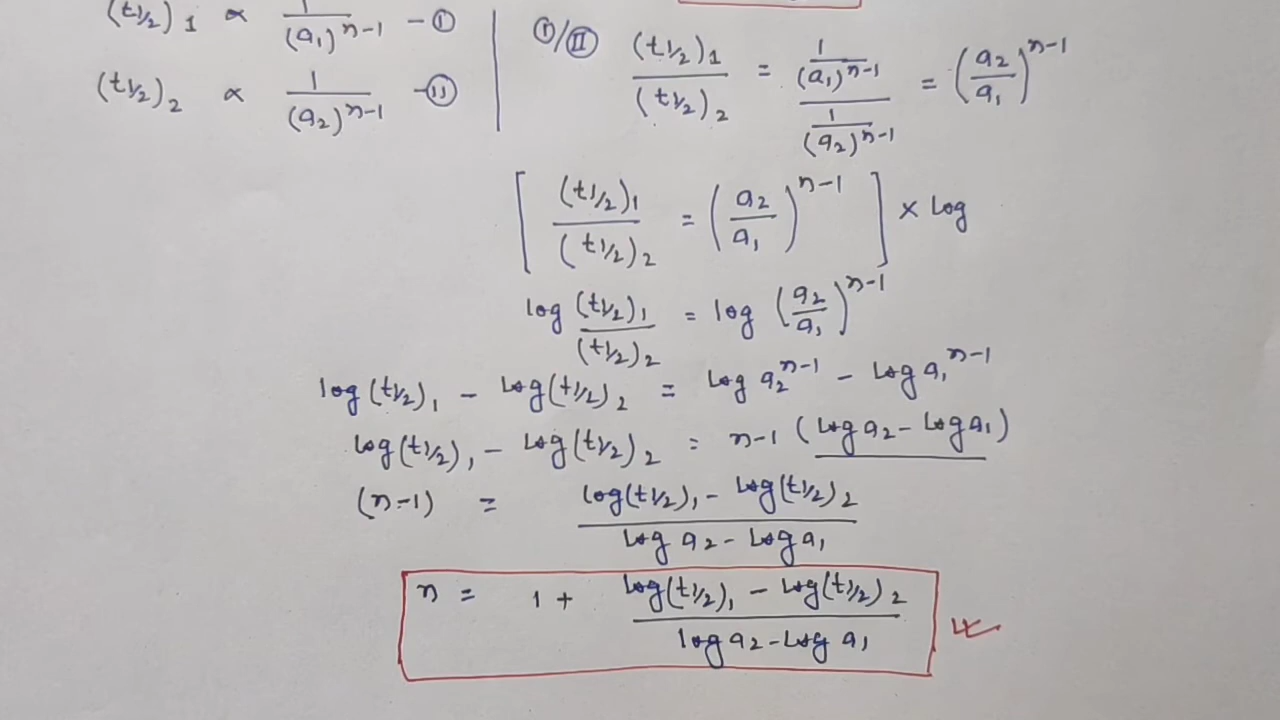 (t1/2)1 ∝ 1/(a1)^n-1 - Ⓘ
(t1/2)2 ∝ 1/(a2)^n-1 - Ⓘ Ⓘ
Ⓘ/Ⓘ Ⓘ (t1/2)1/(t1/2)2 = (1/(a1)^n-1)/(1/(a2)^n-1) = (a2/a1)^n-1
[(t1/2)1/(t1/2)2 = (a2/a1)^n-1] × log
log (t1/2)1/(t1/2)2 = log (a2/a1)^n-1
log(t1/2)1 - log(t1/2)2 = log a2^n-1 - log a1^n-1
log(t1/2)1 - log(t1/2)2 = n-1 (log a2 - log a1)
(n-1) = (log(t1/2)1 - log(t1/2)2)/(log a2 - log a1)
n = 1 + (log(t1/2)1 - log(t1/2)2)/(log a2 - log a1)